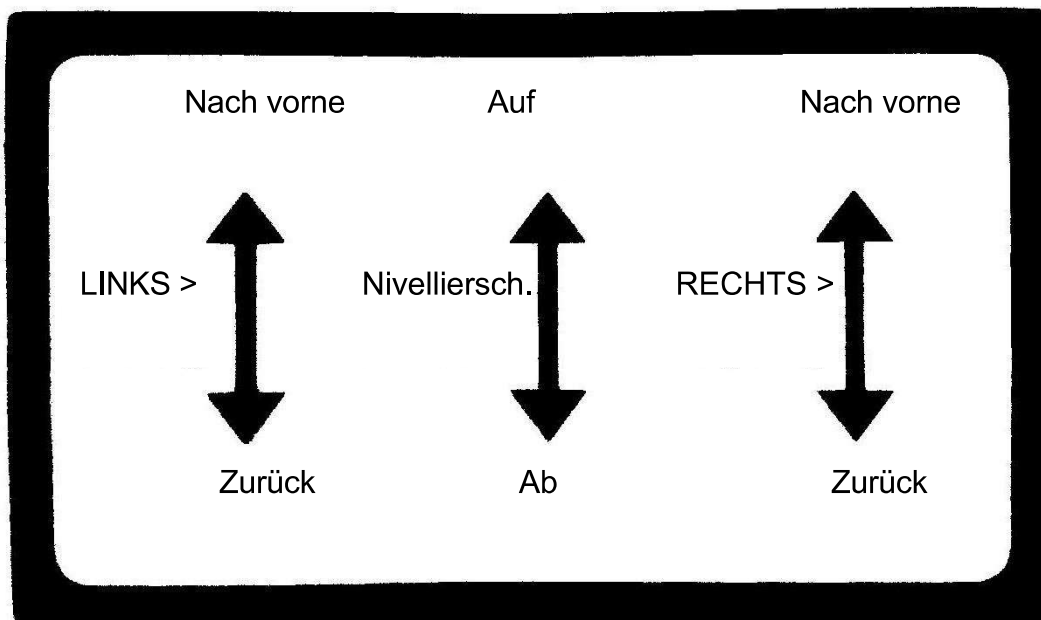 Nach vorne Auf Nach vorne
LINKS > Nivelliersch. RECHTS >
Zurück Ab Zurück